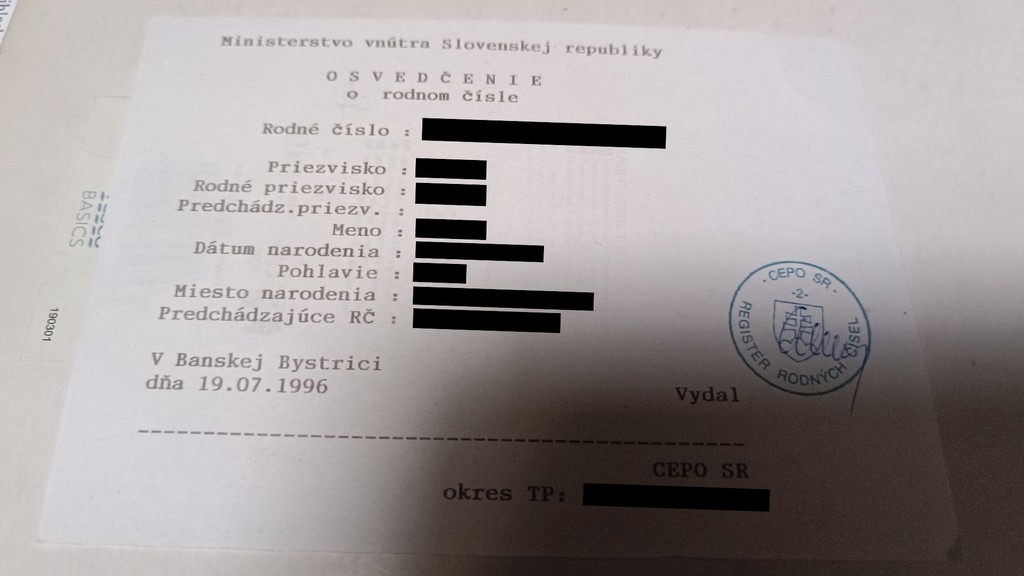 Ministerstvo vnútra Slovenskej republiky
O S V E D Č E N I E
o rodnom čísle
Rodné číslo :
Priezvisko :
Rodné priezvisko :
Predchádz.priezv. :
Meno :
Dátum narodenia :
Pohlavie :
Miesto narodenia :
Predchádzajúce RČ :
V Banskej Bystrici
dňa 19.07.1996
Vydal
- CEPO SR -
-2-
REGISTER RODNÝCH ČÍSEL
CEPO SR
okres TP:
BASICS
190301